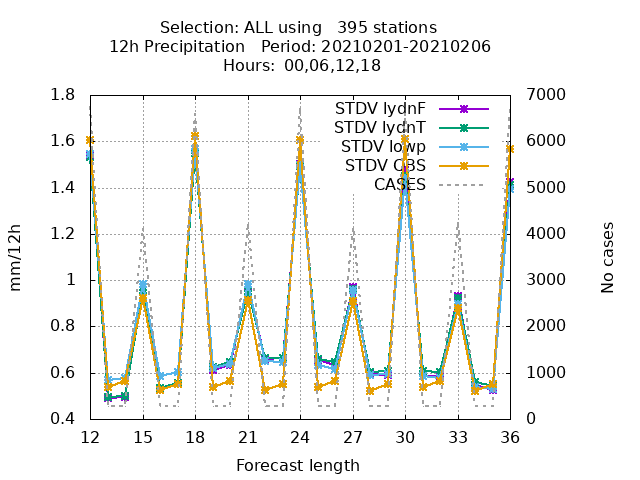 Selection: ALL using   395 stations
12h Precipitation   Period: 20210201-20210206
Hours: 00,06,12,18
STDV lydnF
STDV lydnT
STDV lowp
STDV OBS
CASES
1.8
1.6
1.4
1.2
1
0.8
0.6
0.4
mm/12h
7000
6000
5000
4000
3000
2000
1000
0
No cases
12 15 18 21 24 27 30 33 36
Forecast length